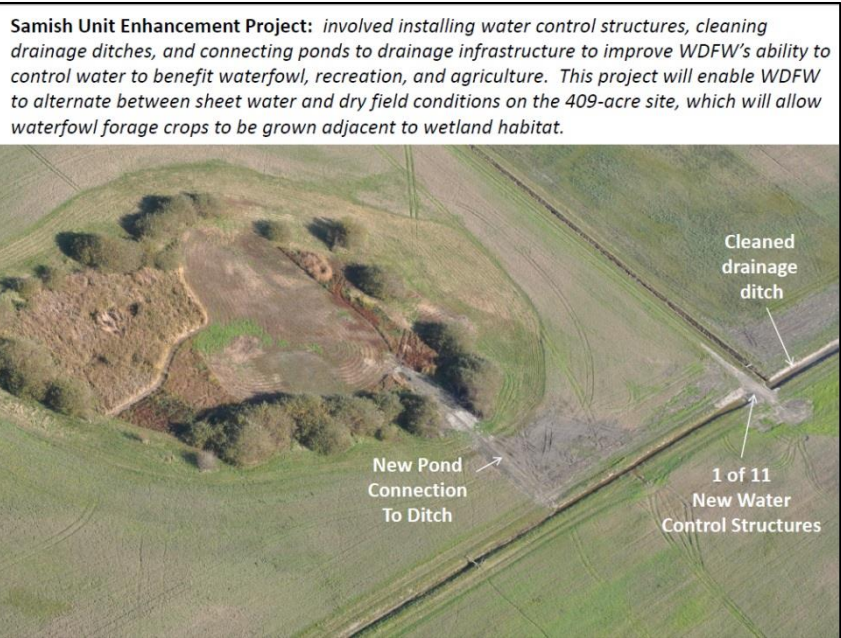 Samish Unit Enhancement Project: involved installing water control structures, cleaning
drainage ditches, and connecting ponds to drainage infrastructure to improve WDFW's ability to
control water to benefit waterfowl, recreation, and agriculture. This project will enable WDFW
to alternate between sheet water and dry field conditions on the 409-acre site, which will allow
waterfowl forage crops to be grown adjacent to wetland habitat.
Cleaned
drainage
ditch
New Pond
Connection
To Ditch
1 of 11
New Water
Control Structures